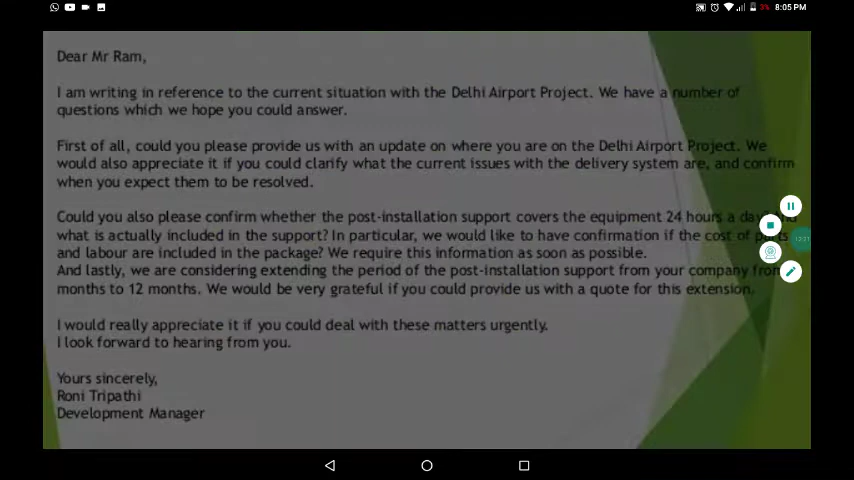 8:05 PM
Dear Mr Ram,
I am writing in reference to the current situation with the Delhi Airport Project. We have a number of
questions which we hope you could answer.
First of all, could you please provide us with an update on where you are on the Delhi Airport Project. We
would also appreciate it if you could clarify what the current issues with the delivery system are, and confirm
when you expect them to be resolved.
Could you also please confirm whether the post-installation support covers the equipment 24 hours a day
what is actually included in the support? In particular, we would like to have confirmation if the cost of
and labour are included in the package? We require this information as soon as possible.
And lastly, we are considering extending the period of the post-installation support from your company from
months to 12 months. We would be very grateful if you could provide us with a quote for this extension.
I would really appreciate it if you could deal with these matters urgently.
I look forward to hearing from you.
Yours sincerely,
Roni Tripathi
Development Manager